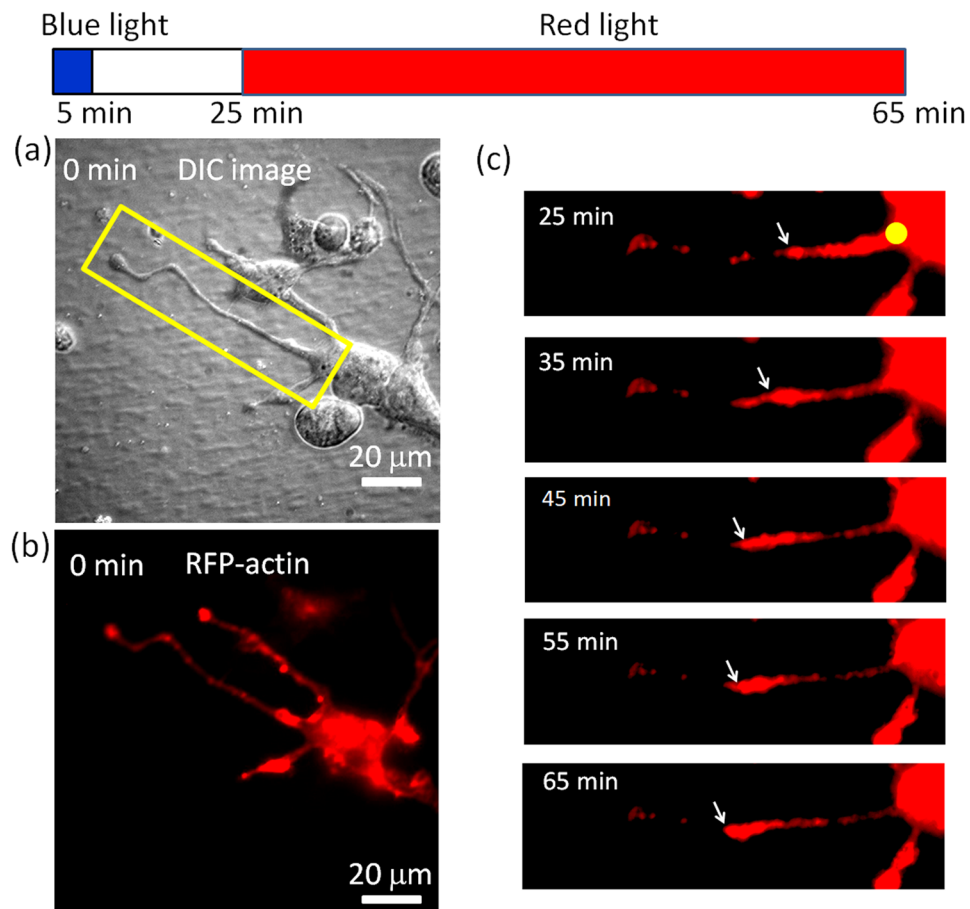 Blue light Red light
5 min 25 min 65 min
(a)
0 min DIC image
20 μm
(b)
0 min RFP-actin
20 μm
(c)
25 min
35 min
45 min
55 min
65 min